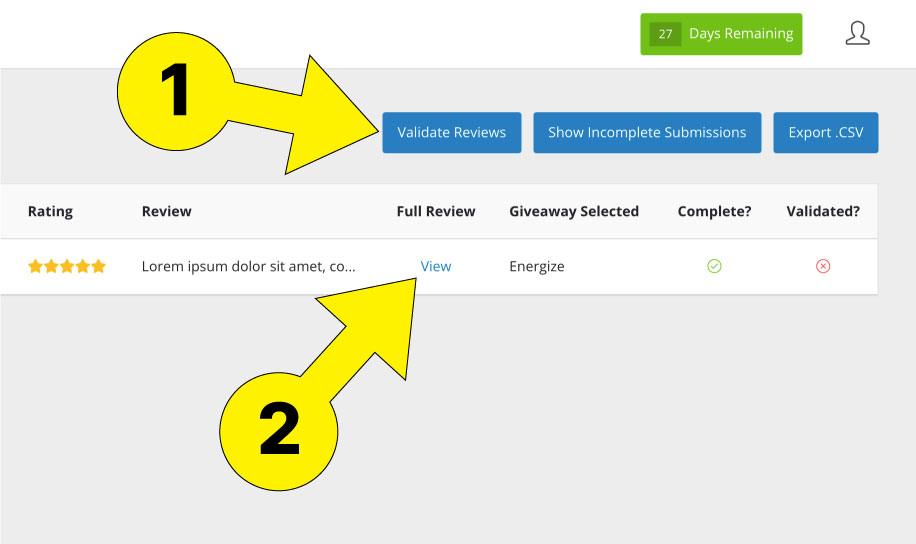 27 Days Remaining
1
Validate Reviews Show Incomplete Submissions Export .CSV
Rating Review Full Review Giveaway Selected Complete? Validated?
Lorem ipsum dolor sit amet, co... View Energize
2